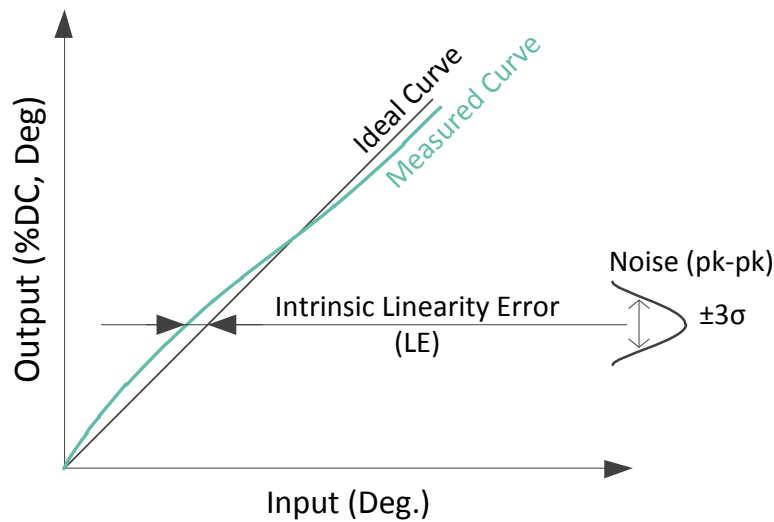 Output (%DC, Deg)
Ideal Curve
Measured Curve
Noise (pk-pk)
±3σ
Intrinsic Linearity Error
(LE)
Input (Deg.)